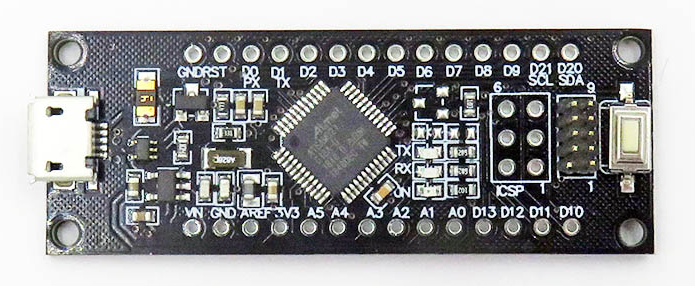 GND RST D0 D1 D2 D3 D4 D5 D6 D7 D8 D9 D21 D20
RX TX SCL SDA
6 9
TX
RX
ON
ICSP 1 1
VIN GND AREF 3V3 A5 A4 A3 A2 A1 A0 D13 D12 D11 D10